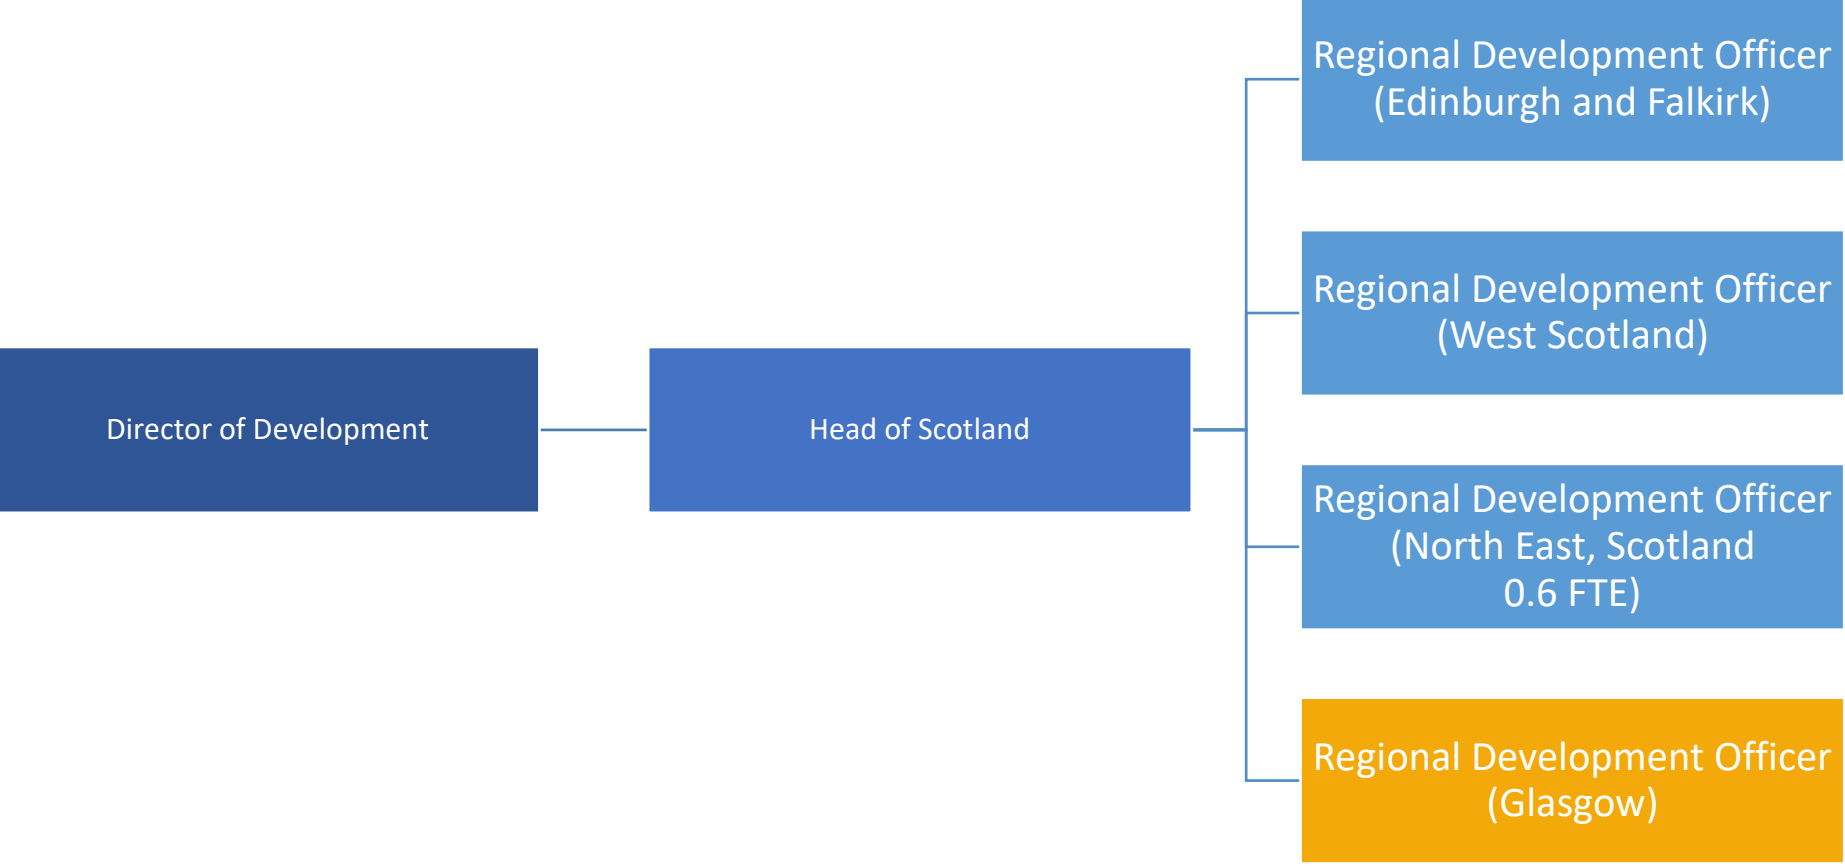 Director of Development
Head of Scotland
Regional Development Officer
(Edinburgh and Falkirk)
Regional Development Officer
(West Scotland)
Regional Development Officer
(North East, Scotland
0.6 FTE)
Regional Development Officer
(Glasgow)